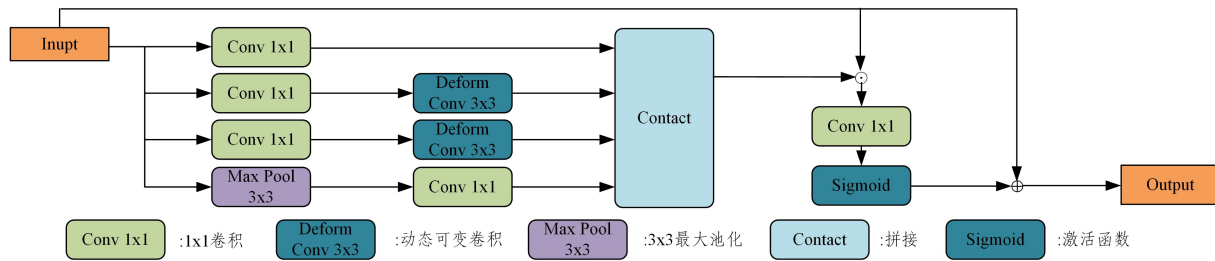 Inupt
Conv 1x1
Conv 1x1
Deform
Conv 3x3
Conv 1x1
Deform
Conv 3x3
Max Pool
3x3
Conv 1x1
Contact
Conv 1x1
Sigmoid
Output
Conv 1x1 :1x1卷积
Deform
Conv 3x3 :动态可变卷积
Max Pool
3x3 :3x3最大池化
Contact :拼接
Sigmoid :激活函数